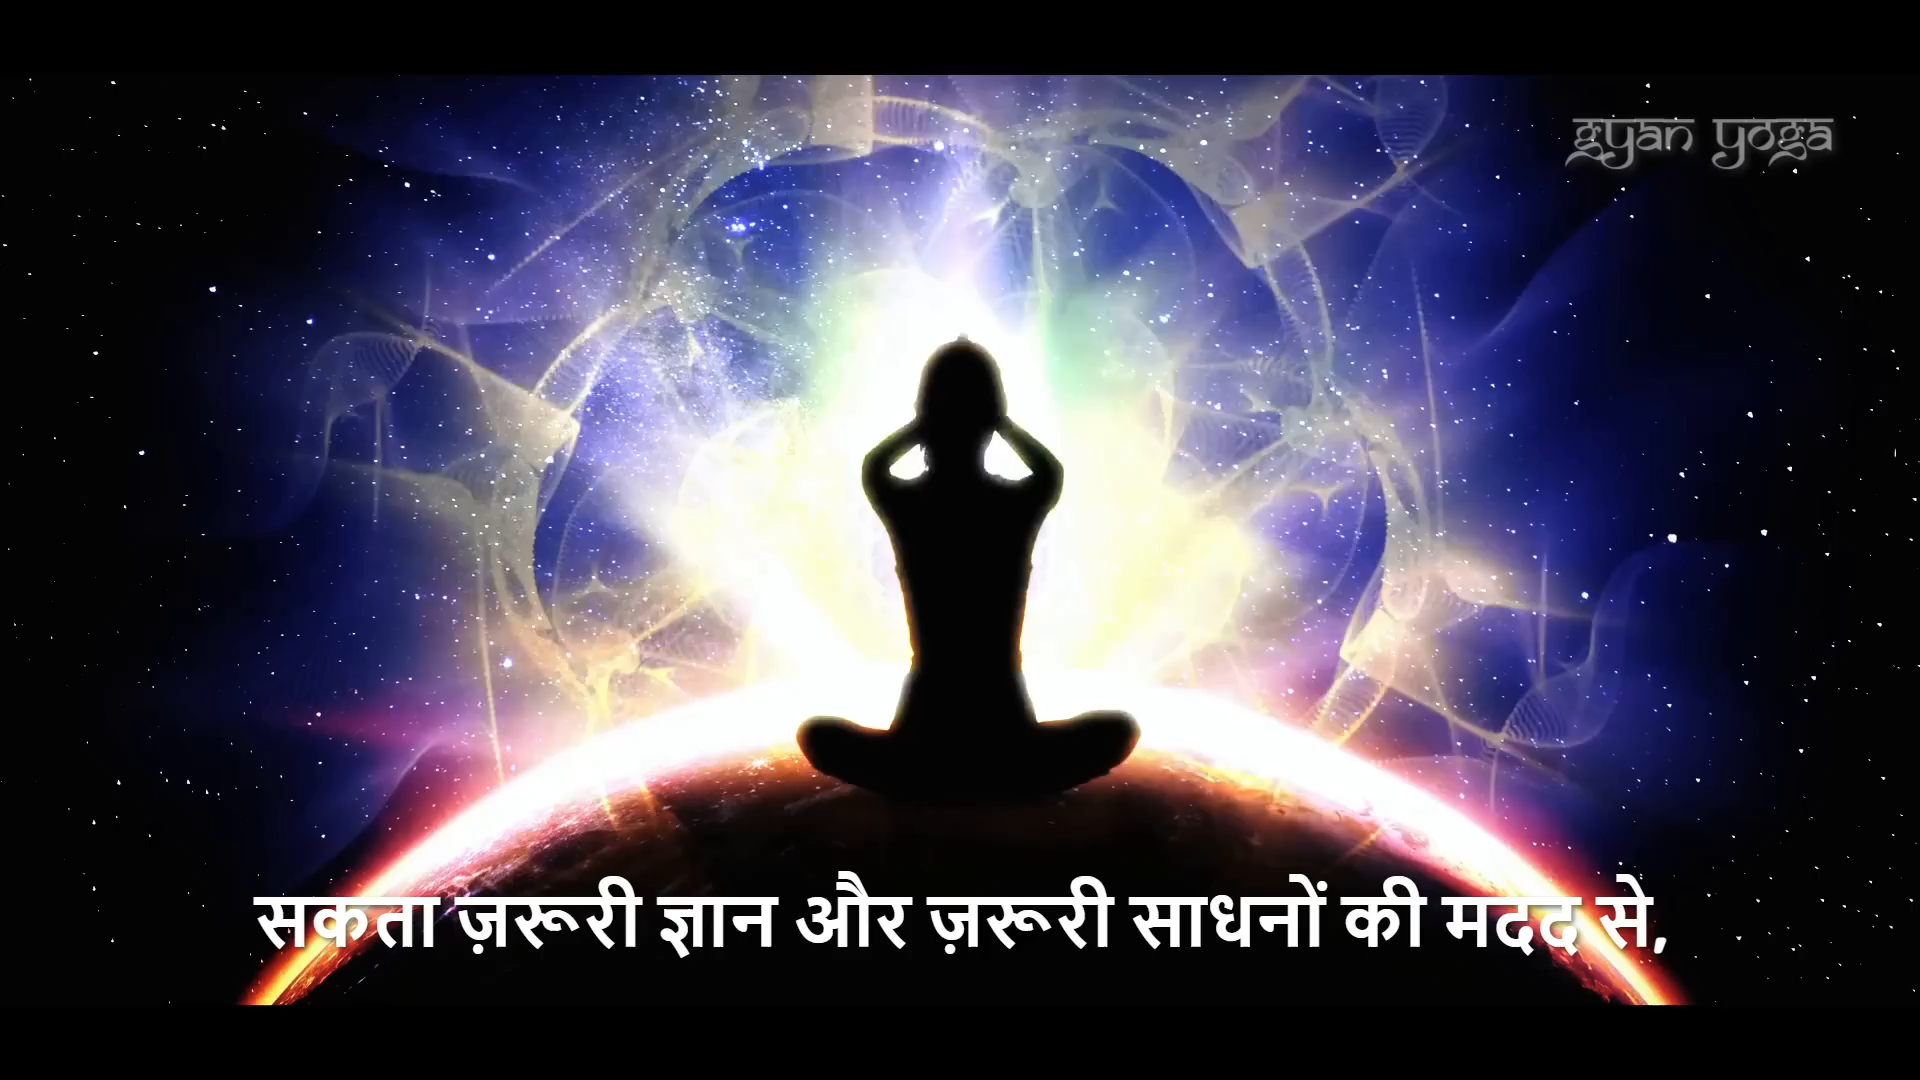 gyan yoga
सकता ज़रूरी ज्ञान और ज़रूरी साधनों की मदद से,